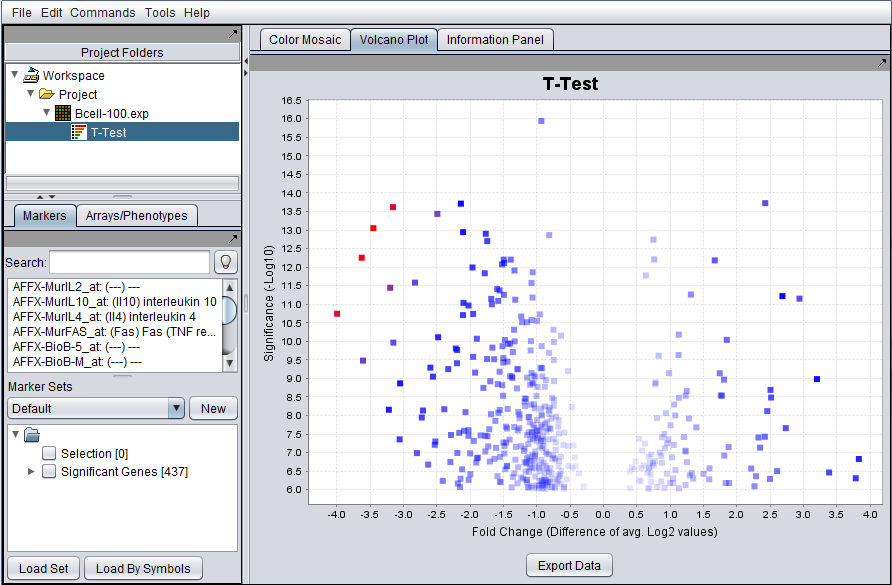 File Edit Commands Tools Help
Project Folders
Workspace
Project
Bcell-100.exp
T-Test
Markers Arrays/Phenotypes
Search:
AFFX-MurIL2_at: (---) ---
AFFX-MurIL10_at: (Il10) interleukin 10
AFFX-MurIL4_at: (Il4) interleukin 4
AFFX-MurFAS_at: (Fas) Fas (TNF re...
AFFX-BioB-5_at: (---) ---
AFFX-BioB-M_at: (---) ---
Marker Sets
Default New
Selection [0]
Significant Genes [437]
Load Set Load By Symbols
Color Mosaic Volcano Plot Information Panel
T-Test
Significance (-Log10)
16.5
16.0
15.5
15.0
14.5
14.0
13.5
13.0
12.5
12.0
11.5
11.0
10.5
10.0
9.5
9.0
8.5
8.0
7.5
7.0
6.5
6.0
-4.0 -3.5 -3.0 -2.5 -2.0 -1.5 -1.0 -0.5 0.0 0.5 1.0 1.5 2.0 2.5 3.0 3.5 4.0
Fold Change (Difference of avg. Log2 values)
Export Data